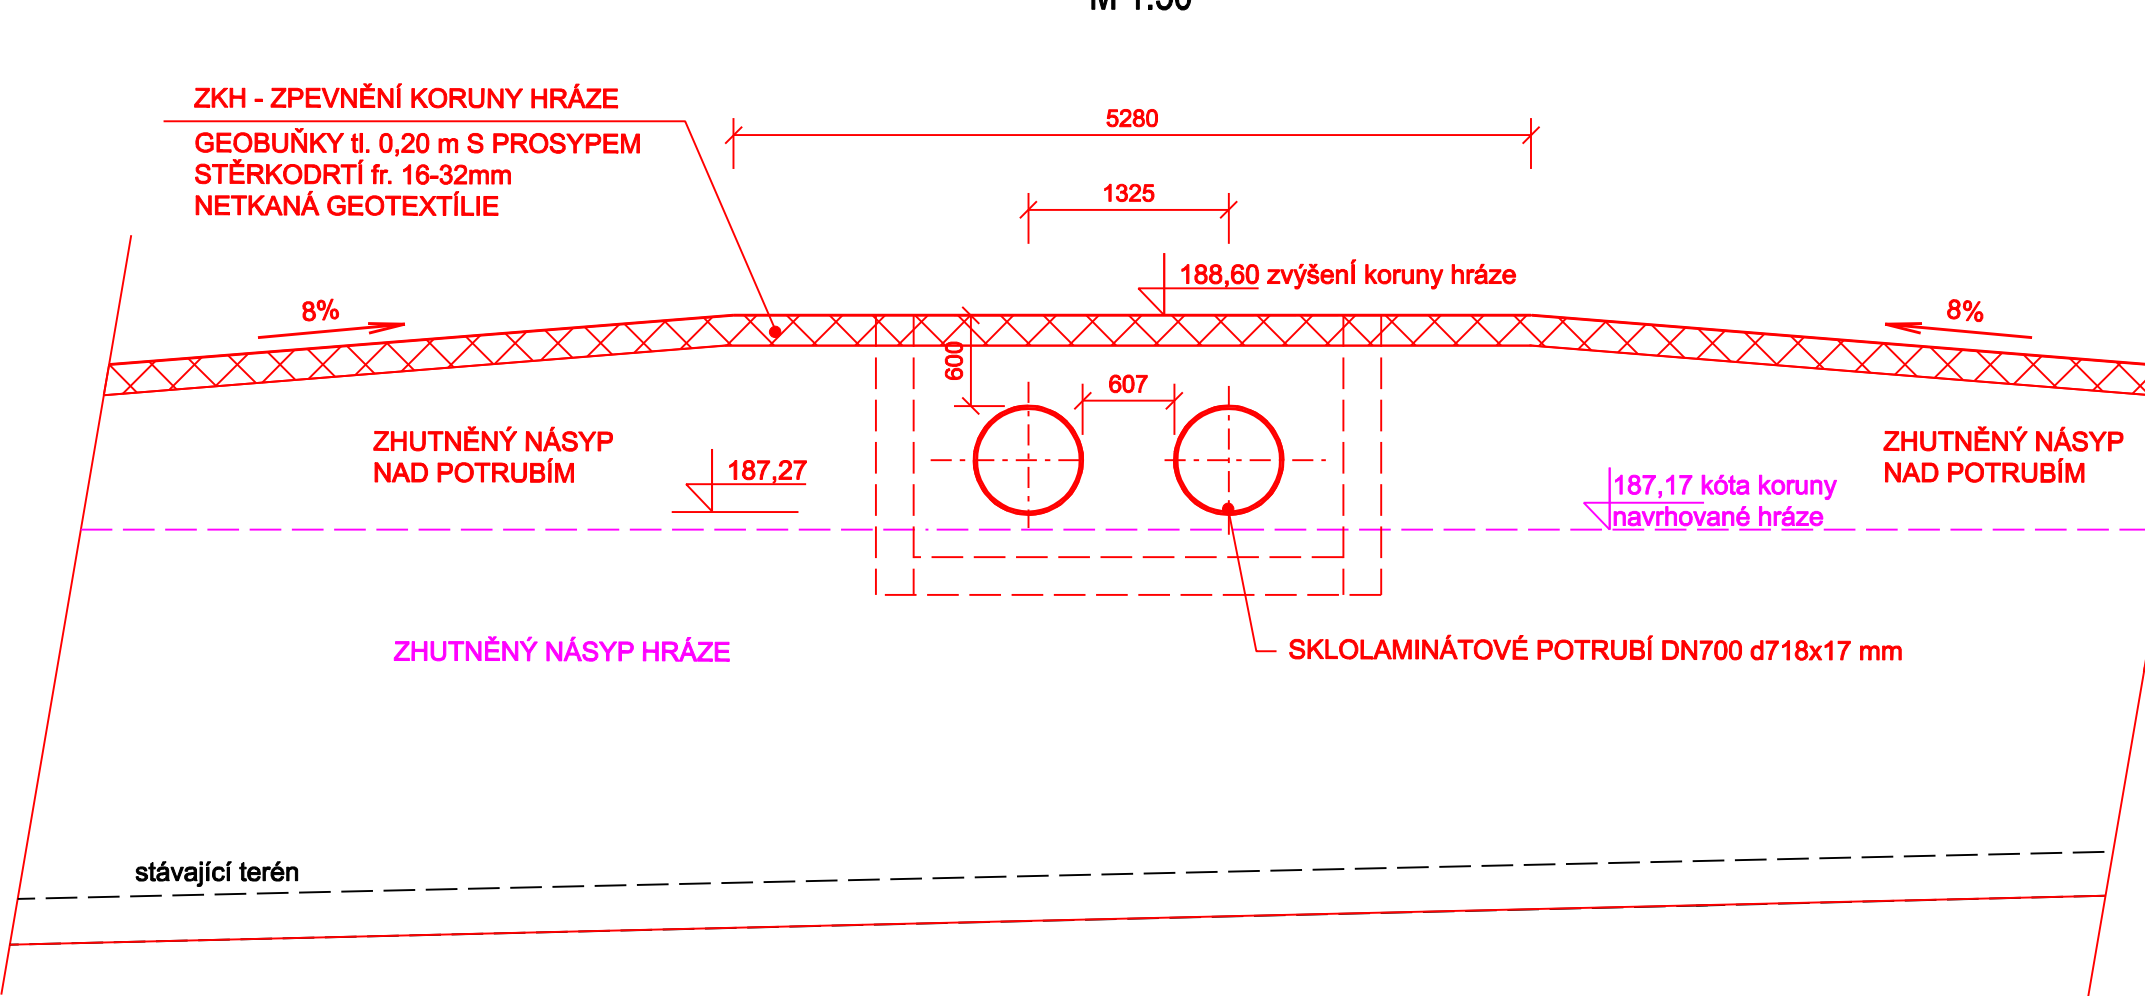 ZKH - ZPEVNĚNÍ KORUNY HRÁZE
GEOBUŇKY tl. 0,20 m S PROSYPEM
STĚRKODRTÍ fr. 16-32mm
NETKANÁ GEOTEXTÍLIE
5280
1325
188,60 zvýšení koruny hráze
8%
8%
600
607
ZHUTNĚNÝ NÁSYP
NAD POTRUBÍM
187,27
187,17 kóta koruny
navrhované hráze
ZHUTNĚNÝ NÁSYP
NAD POTRUBÍM
ZHUTNĚNÝ NÁSYP HRÁZE
SKLOLAMINÁTOVÉ POTRUBÍ DN700 d718x17 mm
stávající terén